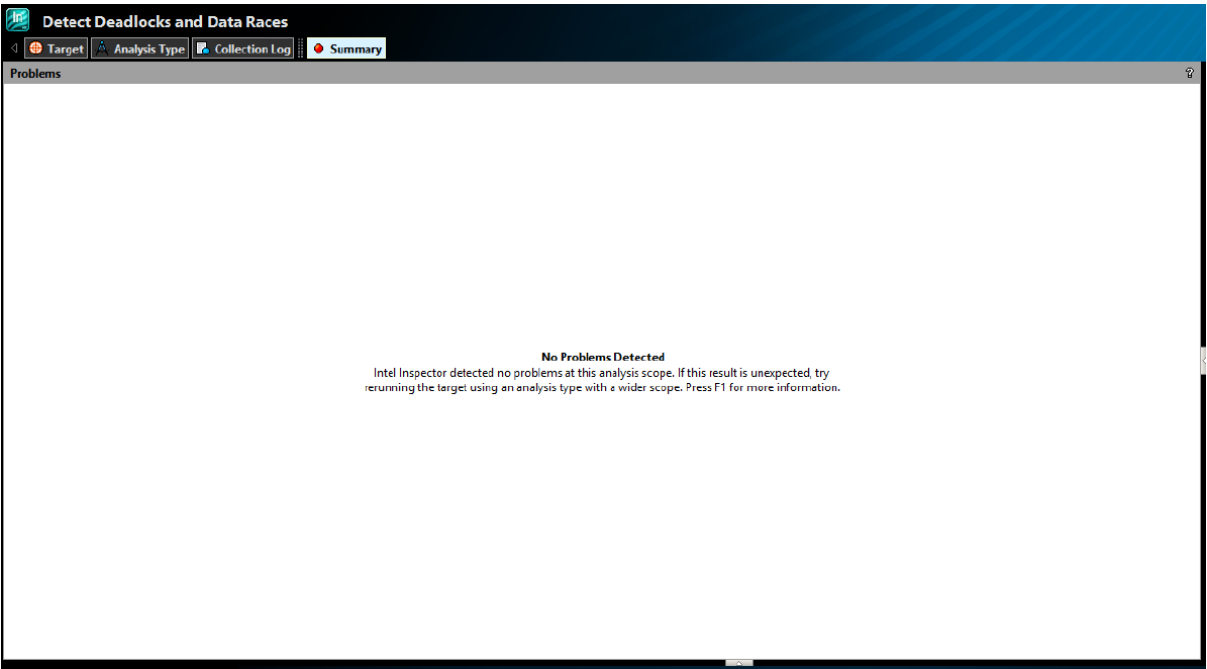 Detect Deadlocks and Data Races
Target Analysis Type Collection Log Summary
Problems ?
No Problems Detected
Intel Inspector detected no problems at this analysis scope. If this result is unexpected, try
rerunning the target using an analysis type with a wider scope. Press F1 for more information.